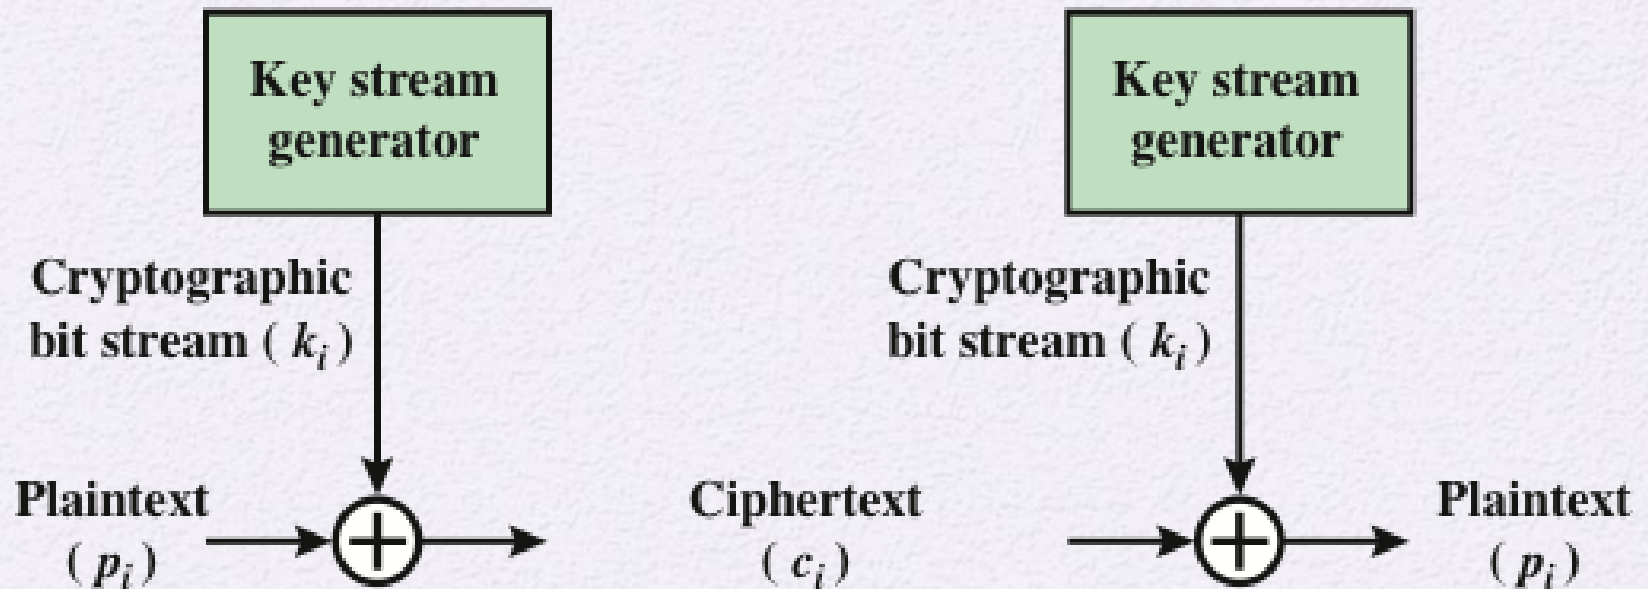 Key stream
generator
Key stream
generator
Cryptographic
bit stream ( kᵢ )
Cryptographic
bit stream ( kᵢ )
Plaintext
( pᵢ )
Ciphertext
( cᵢ )
Plaintext
( pᵢ )